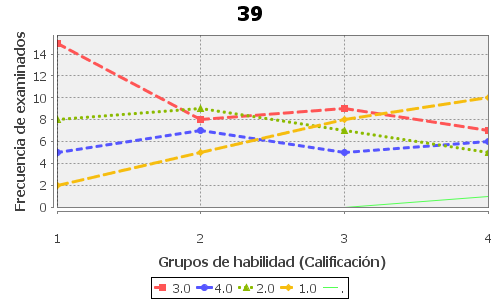 39
Frecuencia de examinados
14
12
10
8
6
4
2
0
1 2 3 4
Grupos de habilidad (Calificación)
3.0 4.0 2.0 1.0 .